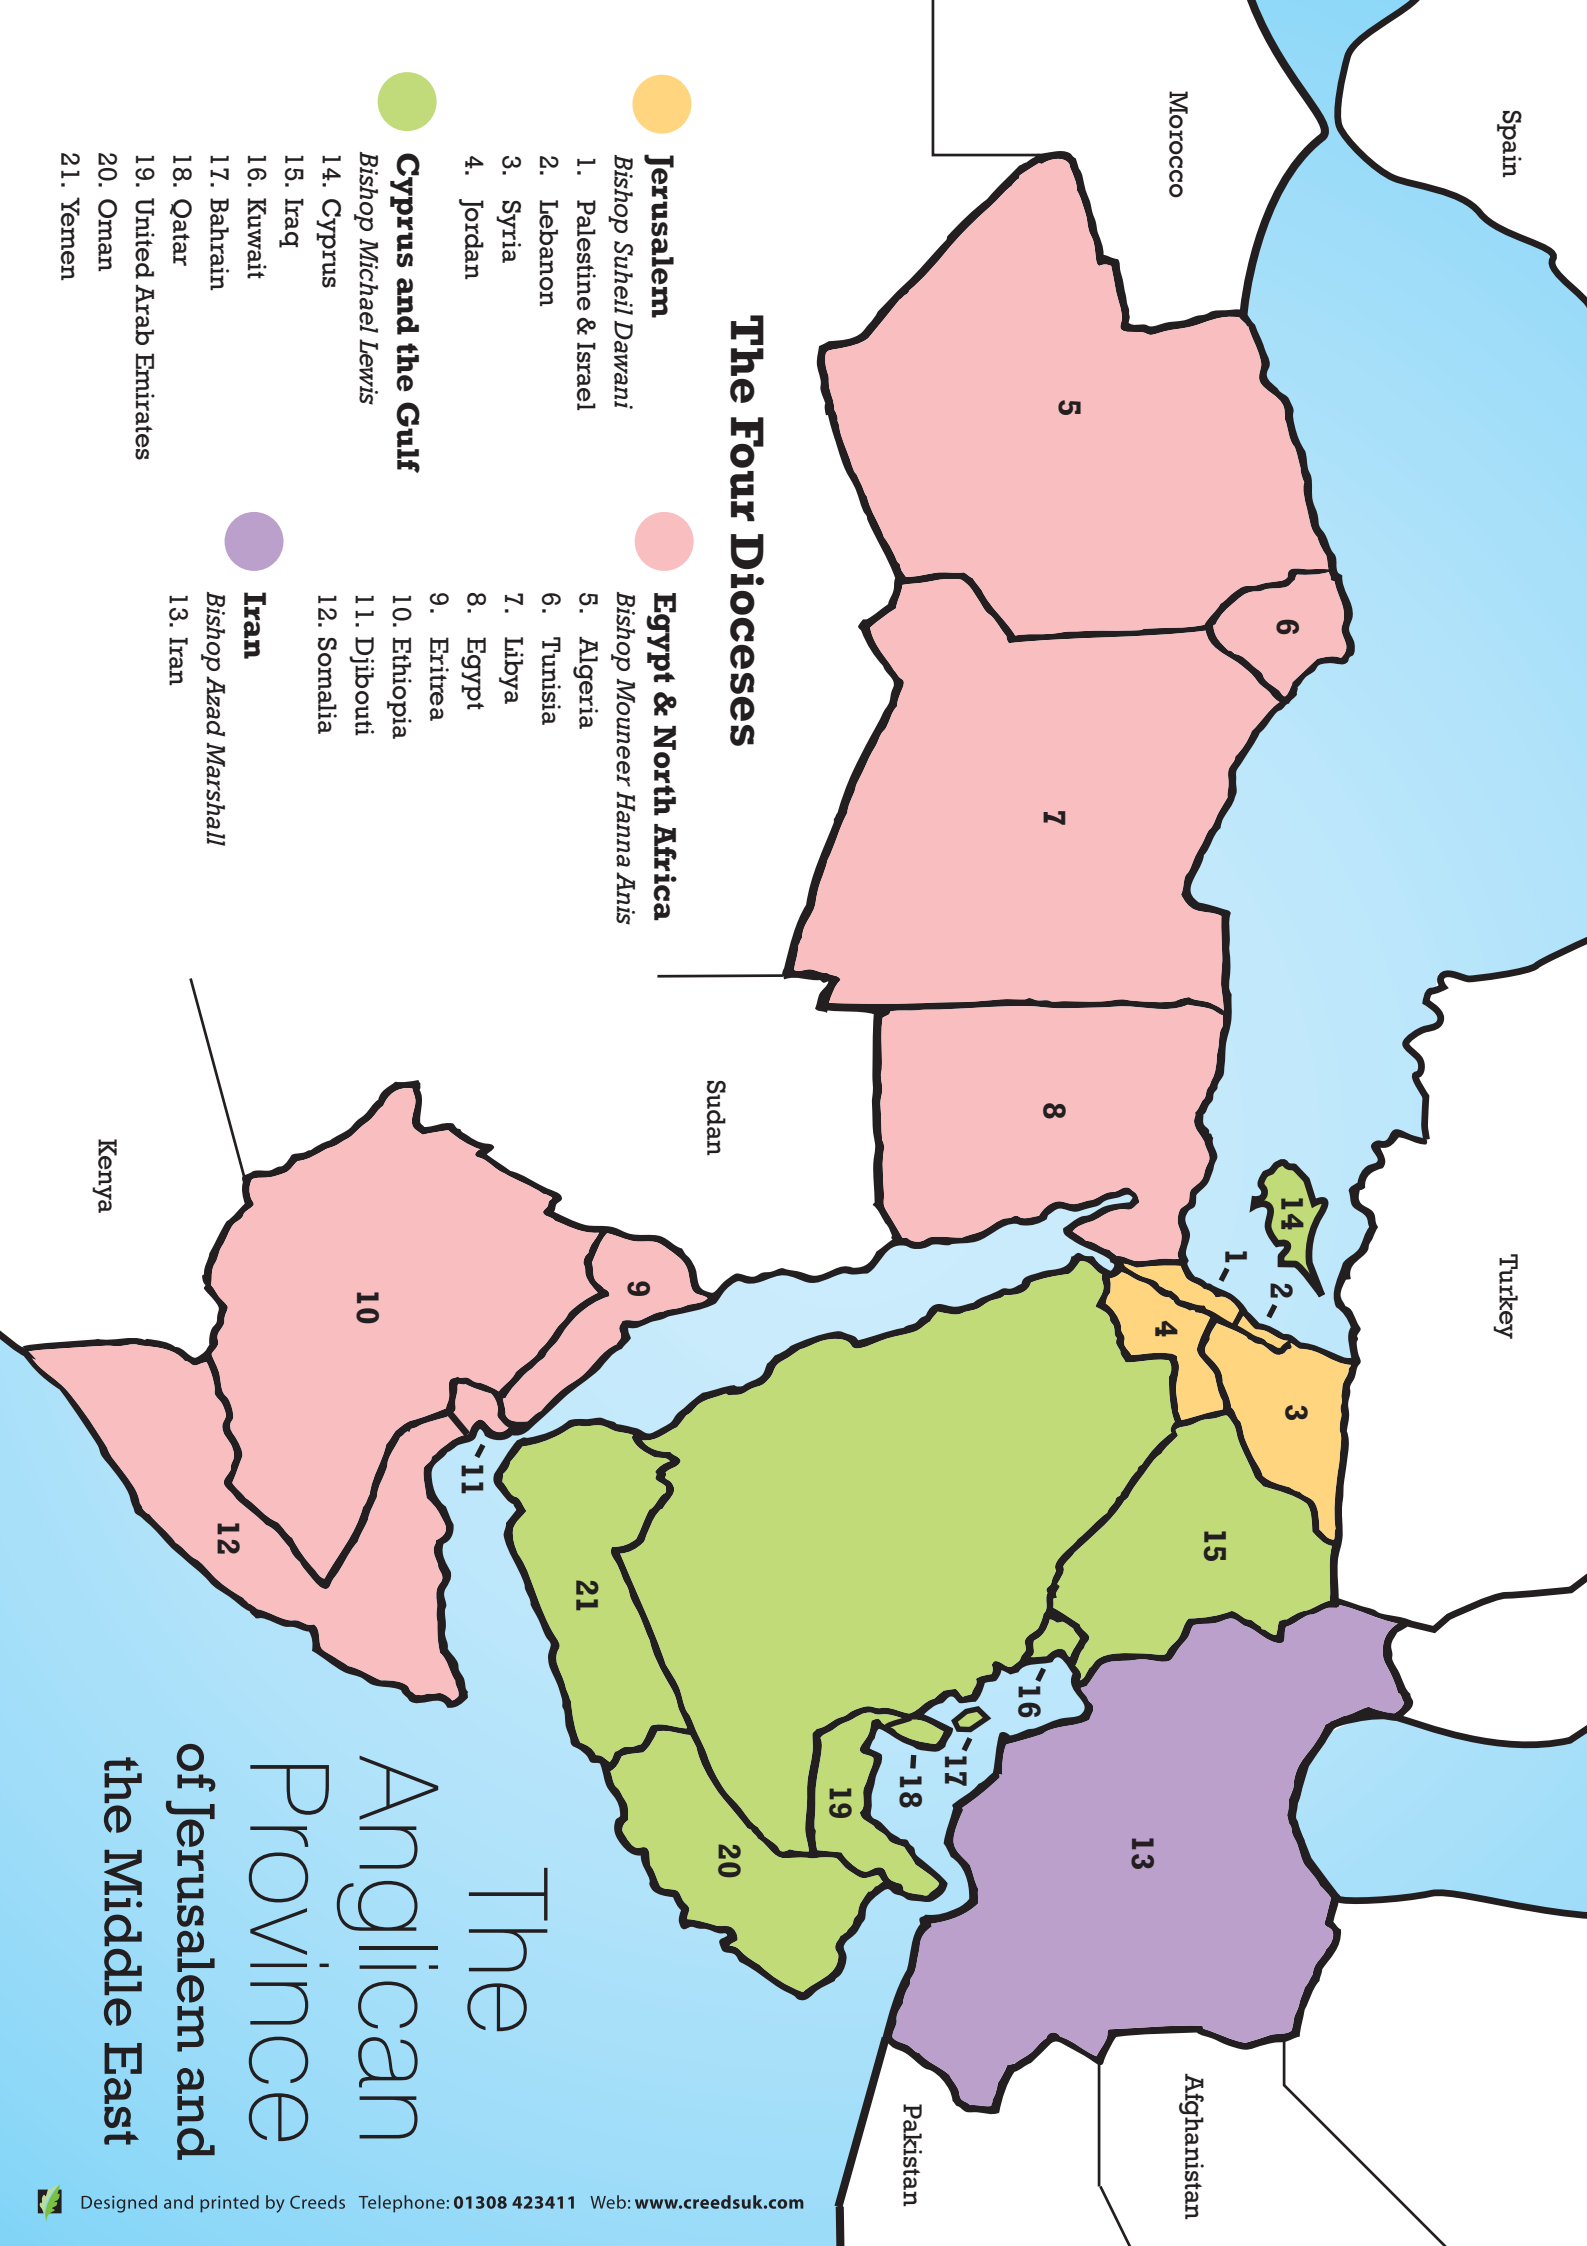 The Anglican
Province
of Jerusalem and
the Middle East
The Four Dioceses
Jerusalem
Bishop Suheil Dawani
1. Palestine & Israel
2. Lebanon
3. Syria
4. Jordan
Egypt & North Africa
Bishop Mouneer Hanna Anis
5. Algeria
6. Tunisia
7. Libya
8. Egypt
9. Eritrea
10. Ethiopia
11. Djibouti
12. Somalia
Cyprus and the Gulf
Bishop Michael Lewis
14. Cyprus
15. Iraq
16. Kuwait
17. Bahrain
18. Qatar
19. United Arab Emirates
20. Oman
21. Yemen
Iran
Bishop Azad Marshall
13. Iran
Spain
Morocco
Turkey
Sudan
Kenya
Afghanistan
Pakistan
5
6
7
8
14
1
2
3
4
15
13
16
17
18
19
20
21
9
10
11
12
Designed and printed by Creeds Telephone: 01308 423411 Web: www.creedsuk.com